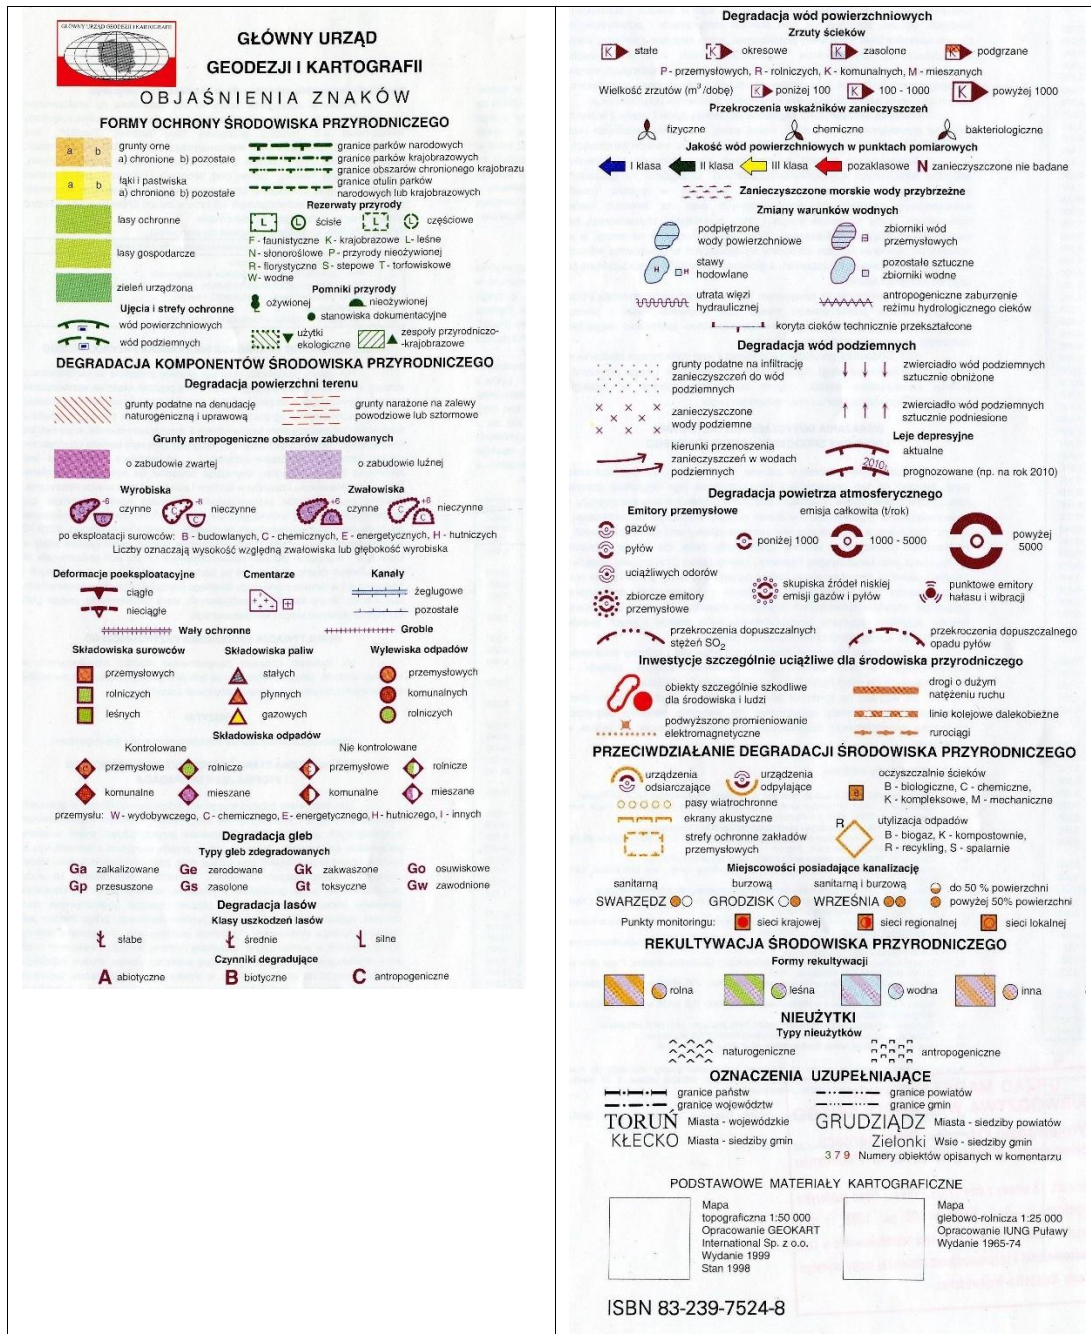 GŁÓWNY URZĄD GEODEZJI I KARTOGRAFII
GŁÓWNY URZĄD
GEODEZJI I KARTOGRAFII
OBJAŚNIENIA ZNAKÓW
FORMY OCHRONY ŚRODOWISKA PRZYRODNICZEGO
a b grunty orne
a) chronione b) pozostałe
a b łąki i pastwiska
a) chronione b) pozostałe
lasy ochronne
lasy gospodarcze
zieleń urządzona
Ujęcia i strefy ochronne
wód powierzchniowych
wód podziemnych
granice parków narodowych
granice parków krajobrazowych
granice obszarów chronionego krajobrazu
granice otulin parków
narodowych lub krajobrazowych
Rezerwaty przyrody
L L ścisłe L L częściowe
F - faunistyczne K - krajobrazowe L - leśne
N - słonoroślowe P - przyrody nieożywionej
R - florystyczne S - stepowe T - torfowiskowe
W - wodne
Pomniki przyrody
ożywionej nieożywionej
stanowiska dokumentacyjne
użytki
ekologiczne
zespoły przyrodniczo-
-krajobrazowe
DEGRADACJA KOMPONENTÓW ŚRODOWISKA PRZYRODNICZEGO
Degradacja powierzchni terenu
grunty podatne na denudację
naturogeniczną i uprawową
grunty narażone na zalewy
powodziowe lub sztormowe
Grunty antropogeniczne obszarów zabudowanych
o zabudowie zwartej o zabudowie luźnej
Wyrobiska Zwałowiska
C -6 C czynne C -6 C nieczynne C +6 C czynne C +6 C nieczynne
po eksploatacji surowców: B - budowlanych, C - chemicznych, E - energetycznych, H - hutniczych
Liczby oznaczają wysokość względną zwałowiska lub głębokość wyrobiska
Deformacje poeksploatacyjne Cmentarze Kanały
ciągłe żeglugowe
nieciągłe pozostałe
Wały ochronne Groble
Składowiska surowców Składowiska paliw Wylewiska odpadów
przemysłowych stałych przemysłowych
rolniczych płynnych komunalnych
leśnych gazowych rolniczych
Składowiska odpadów
Kontrolowane Nie kontrolowane
C przemysłowe rolnicze C przemysłowe rolnicze
komunalne mieszane komunalne mieszane
przemysłu: W - wydobywczego, C - chemicznego, E - energetycznego, H - hutniczego, I - innych
Degradacja gleb
Typy gleb zdegradowanych
Ga zalkalizowane Ge zerodowane Gk zakwaszone Go osuwiskowe
Gp przesuszone Gs zasolone Gt toksyczne Gw zawodnione
Degradacja lasów
Klasy uszkodzeń lasów
słabe średnie silne
Czynniki degradujące
A abiotyczne B biotyczne C antropogeniczne
Degradacja wód powierzchniowych
Zrzuty ścieków
K stałe K okresowe K zasolone K podgrzane
P - przemysłowych, R - rolniczych, K - komunalnych, M - mieszanych
Wielkość zrzutów (m³/dobę) K poniżej 100 K 100 - 1000 K powyżej 1000
Przekroczenia wskaźników zanieczyszczeń
fizyczne chemiczne bakteriologiczne
Jakość wód powierzchniowych w punktach pomiarowych
I klasa II klasa III klasa pozaklasowe N zanieczyszczone nie badane
Zanieczyszczone morskie wody przybrzeżne
Zmiany warunków wodnych
podpiętrzone
wody powierzchniowe
zbiorniki wód
przemysłowych
H H stawy
hodowlane
pozostałe sztuczne
zbiorniki wodne
utrata więzi
hydraulicznej
antropogeniczne zaburzenie
reżimu hydrologicznego cieków
koryta cieków technicznie przekształcone
Degradacja wód podziemnych
grunty podatne na infiltrację
zanieczyszczeń do wód
podziemnych
zwierciadło wód podziemnych
sztucznie obniżone
zanieczyszczone
wody podziemne
zwierciadło wód podziemnych
sztucznie podniesione
kierunki przenoszenia
zanieczyszczeń w wodach
podziemnych
Leje depresyjne
aktualne
2010 prognozowane (np. na rok 2010)
Degradacja powietrza atmosferycznego
Emitory przemysłowe emisja całkowita (t/rok)
gazów
pyłów
poniżej 1000 1000 - 5000 powyżej
5000
uciążliwych odorów
zbiorcze emitory
przemysłowe
skupiska źródeł niskiej
emisji gazów i pyłów
punktowe emitory
hałasu i wibracji
przekroczenia dopuszczalnych
stężeń SO₂
przekroczenia dopuszczalnego
opadu pyłów
Inwestycje szczególnie uciążliwe dla środowiska przyrodniczego
obiekty szczególnie szkodliwe
dla środowiska i ludzi
drogi o dużym
natężeniu ruchu
linie kolejowe dalekobieżne
podwyższone promieniowanie
elektromagnetyczne
rurociągi
PRZECIWDZIAŁANIE DEGRADACJI ŚRODOWISKA PRZYRODNICZEGO
urządzenia
odsiarczające
urządzenia
odpylające
oczyszczalnie ścieków
B - biologiczne, C - chemiczne,
K - kompleksowe, M - mechaniczne
pasy wiatrochronne
ekrany akustyczne
strefy ochronne zakładów
przemysłowych
R utylizacja odpadów
B - biogaz, K - kompostownie,
R - recykling, S - spalarnie
Miejscowości posiadające kanalizację
sanitarną burzową sanitarną i burzową do 50 % powierzchni
SWARZĘDZ GRODZISK WRZEŚNIA powyżej 50% powierzchni
Punkty monitoringu: sieci krajowej sieci regionalnej sieci lokalnej
REKULTYWACJA ŚRODOWISKA PRZYRODNICZEGO
Formy rekultywacji
rolna leśna wodna inna
NIEUŻYTKI
Typy nieużytków
naturogeniczne antropogeniczne
OZNACZENIA UZUPEŁNIAJĄCE
granice państw granice powiatów
granice województw granice gmin
TORUŃ Miasta - wojewódzkie GRUDZIĄDZ Miasta - siedziby powiatów
KŁECKO Miasta - siedziby gmin Zielonki Wsie - siedziby gmin
3 7 9 Numery obiektów opisanych w komentarzu
PODSTAWOWE MATERIAŁY KARTOGRAFICZNE
Mapa
topograficzna 1:50 000
Opracowanie GEOKART
International Sp. z o.o.
Wydanie 1999
Stan 1998
Mapa
glebowo-rolnicza 1:25 000
Opracowanie IUNG Puławy
Wydanie 1965-74
ISBN 83-239-7524-8